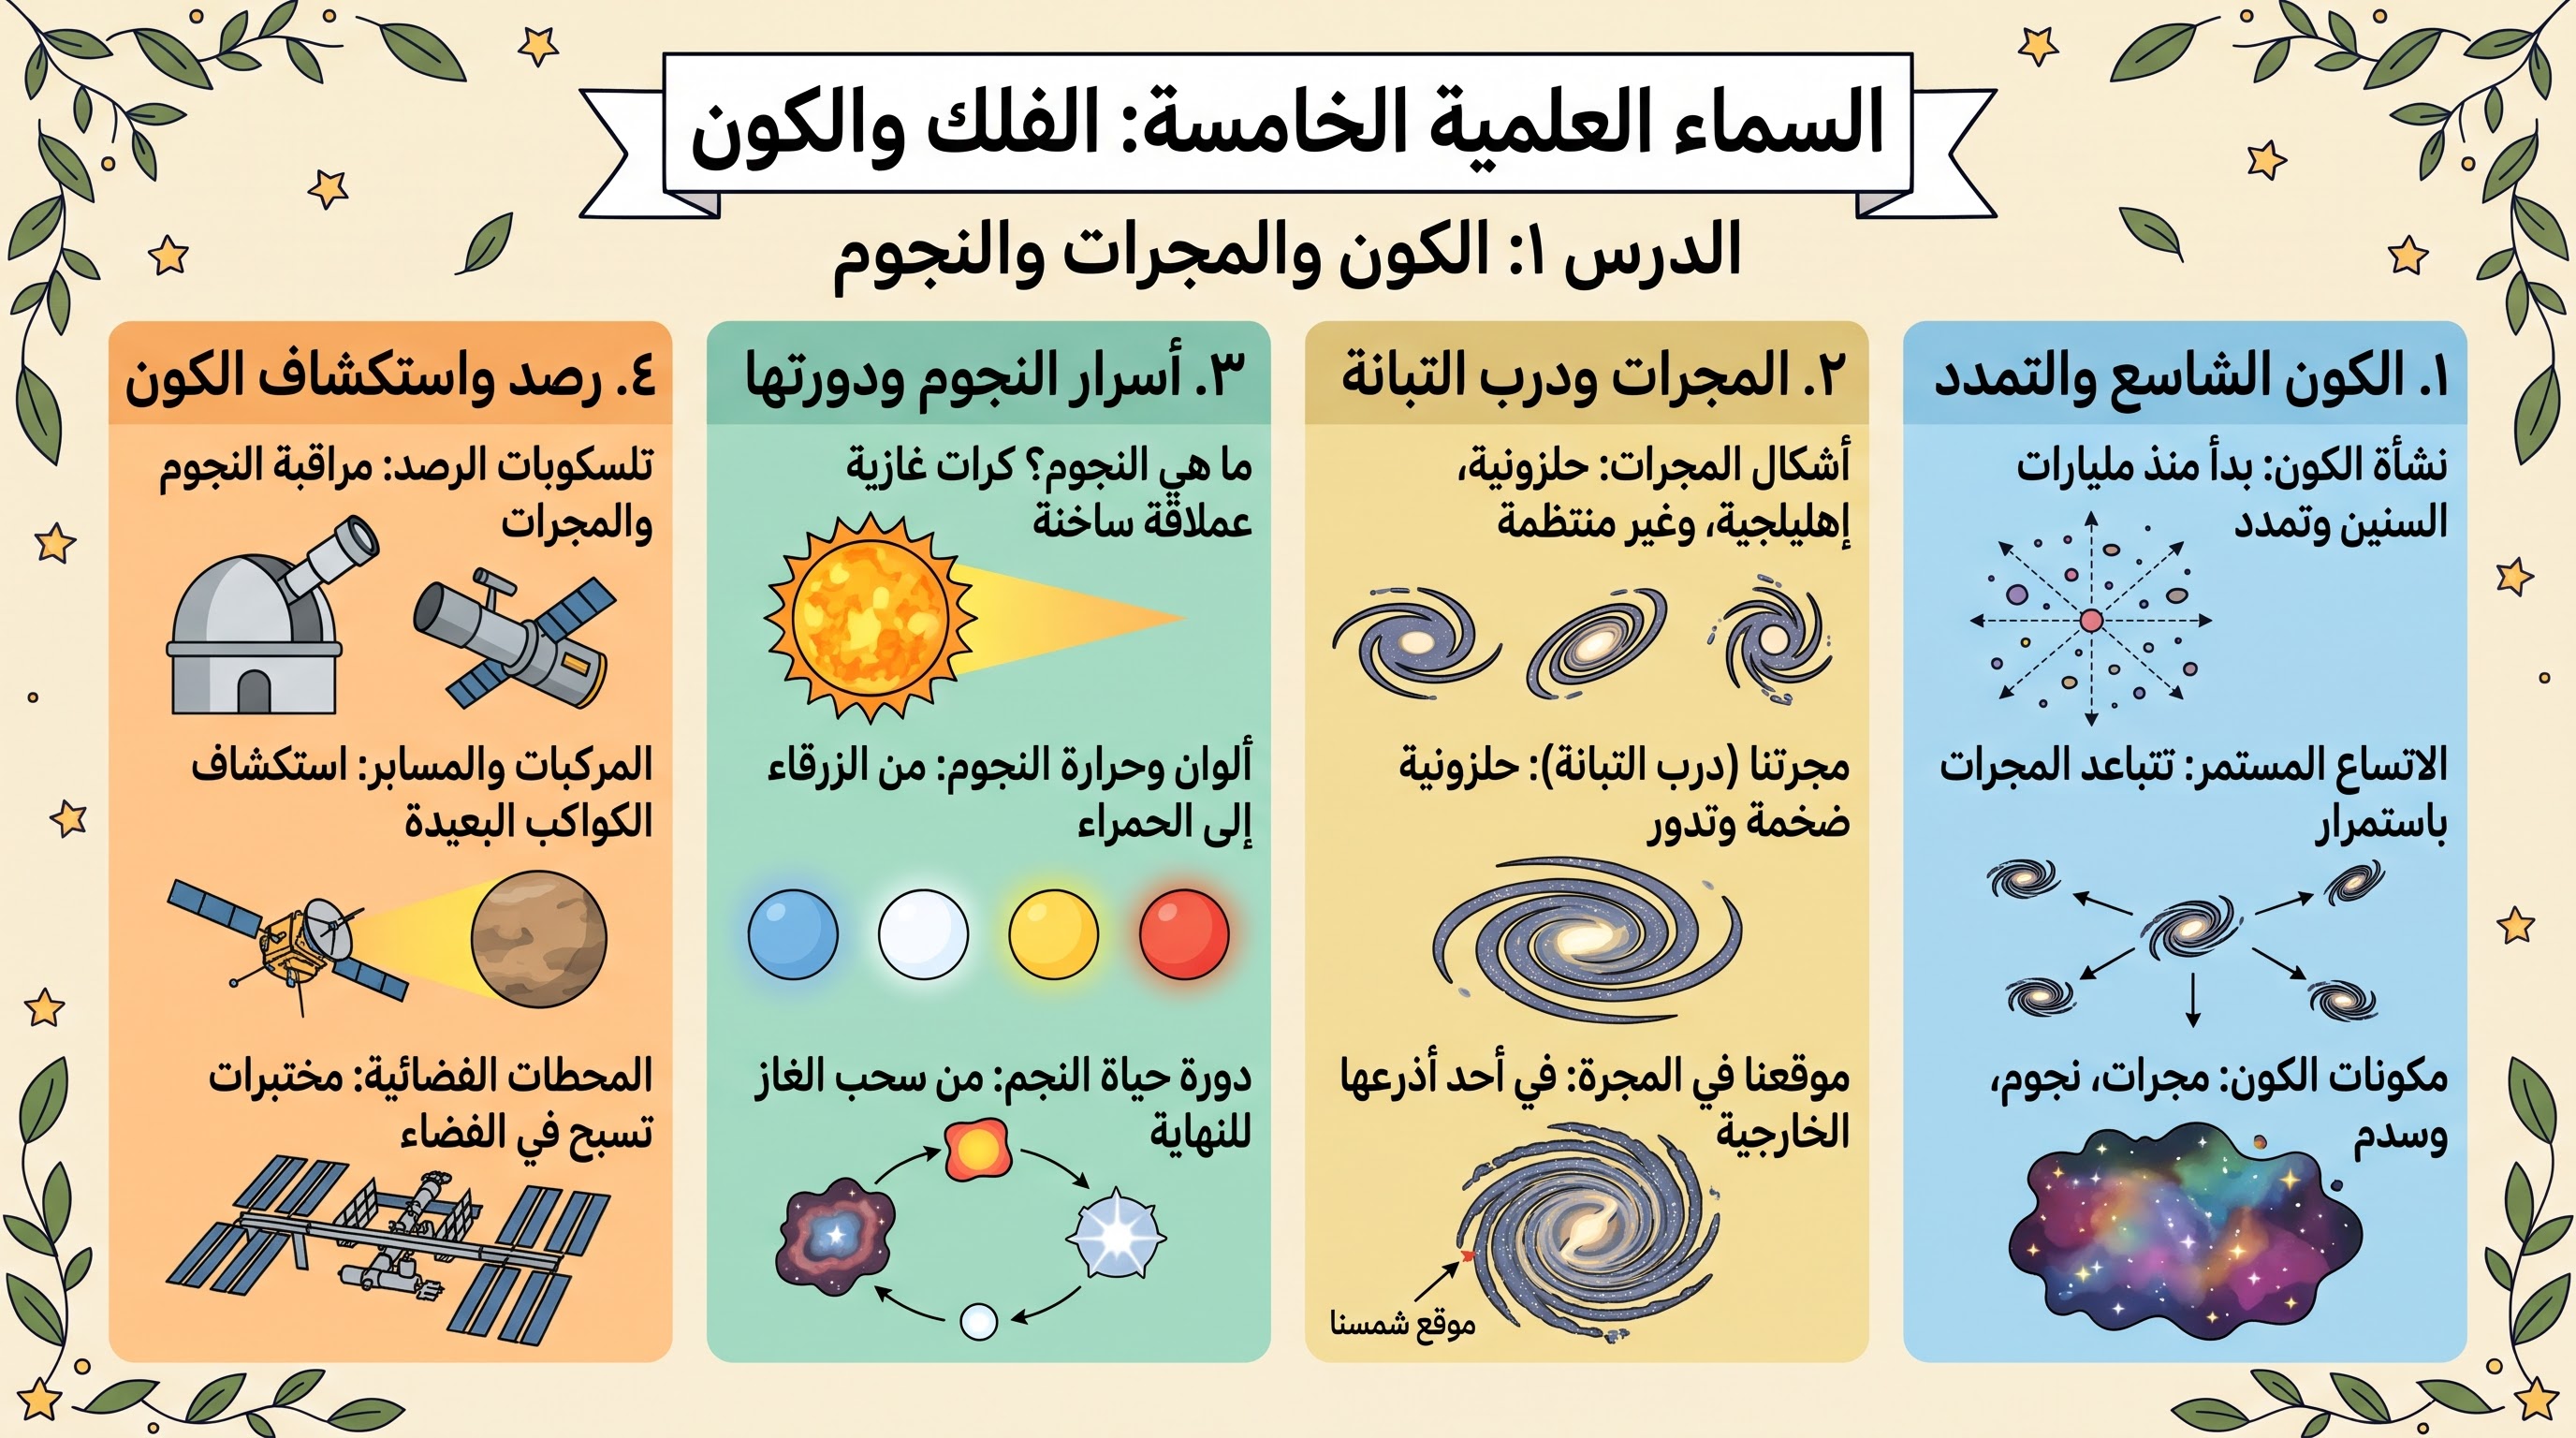 السماء العلمية الخامسة: الفلك والكون
الدرس ١: الكون والمجرات والنجوم
١. الكون الشاسع والتمدد
نشأة الكون: بدأ منذ مليارات
السنين وتمدد
الاتساع المستمر: تتباعد المجرات
باستمرار
مكونات الكون: مجرات، نجوم،
وسدم
٢. المجرات ودرب التبانة
أشكال المجرات: حلزونية،
إهليلجية، وغير منتظمة
مجرتنا (درب التبانة): حلزونية
ضخمة وتدور
موقعنا في المجرة: في أحد أذرعها
الخارجية
موقع شمسنا
٣. أسرار النجوم ودورتها
ما هي النجوم؟ كرات غازية
عملاقة ساخنة
ألوان وحرارة النجوم: من الزرقاء
إلى الحمراء
دورة حياة النجم: من سحب الغاز
للنهاية
٤. رصد واستكشاف الكون
تلسكوبات الرصد: مراقبة النجوم
والمجرات
المركبات والمسابر: استكشاف
الكواكب البعيدة
المحطات الفضائية: مختبرات
تسبح في الفضاء